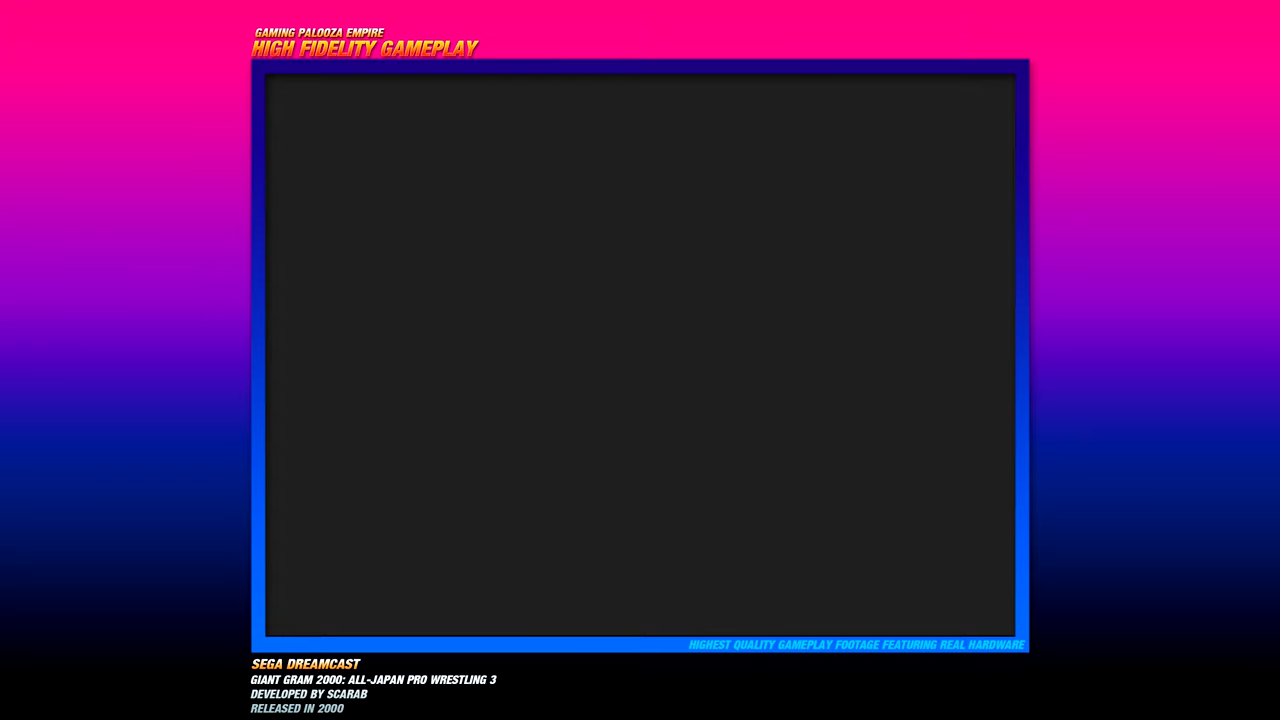 GAMING PALOOZA EMPIRE
HIGH FIDELITY GAMEPLAY
HIGHEST QUALITY GAMEPLAY FOOTAGE FEATURING REAL HARDWARE
SEGA DREAMCAST
GIANT GRAM 2000: ALL-JAPAN PRO WRESTLING 3
DEVELOPED BY SCARAB
RELEASED IN 2000